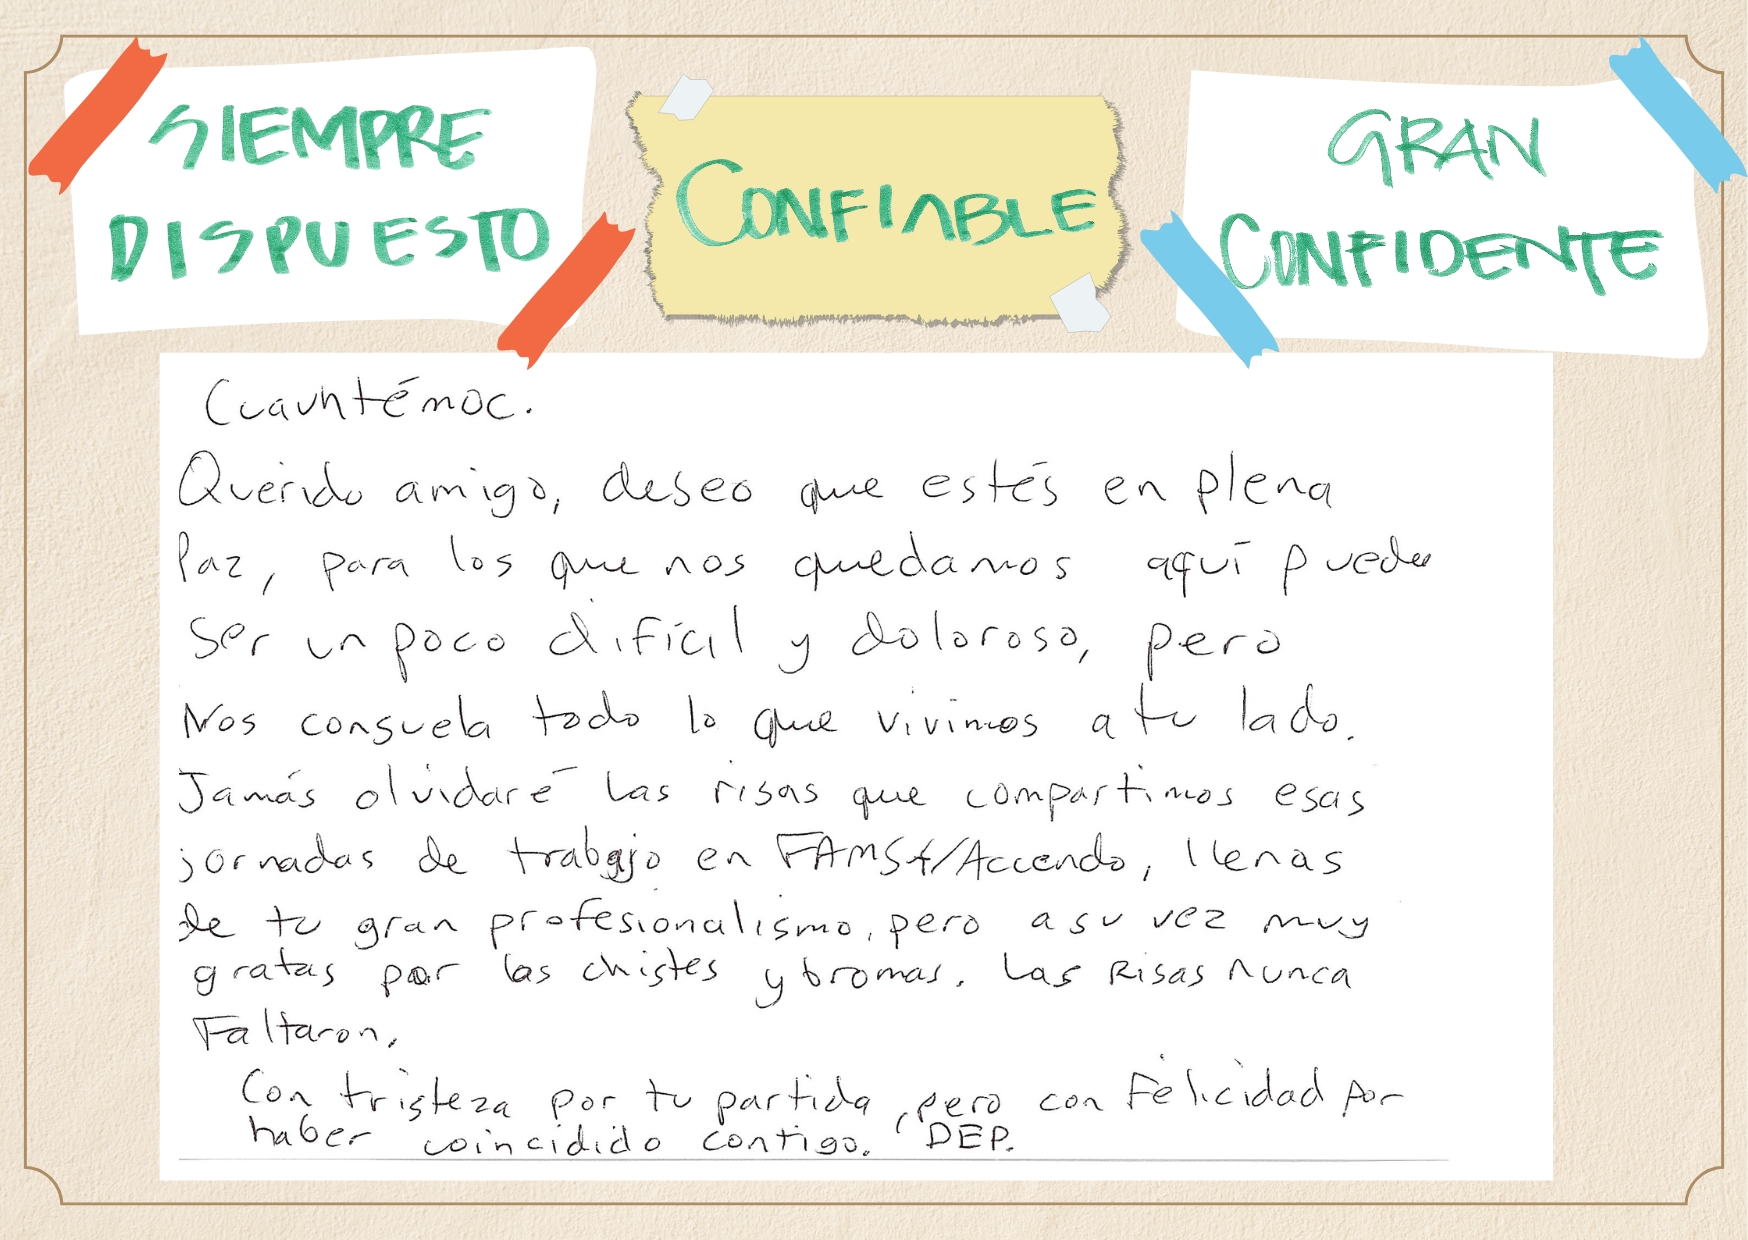 SIEMPRE
DISPUESTO
CONFIABLE
GRAN
CONFIDENTE
Cuauhtémoc.
Querido amigo, deseo que estés en plena
Paz, para los que nos quedamos aquí puede
ser un poco difícil y doloroso, pero
Nos consuela todo lo que vivimos a tu lado.
Jamás olvidaré las risas que compartimos esas
jornadas de trabajo en FAMSA/Accendo, llenas
de tu gran profesionalismo, pero a su vez muy
gratas por los chistes y bromas. Las Risas nunca
Faltaron.
Con tristeza por tu partida, pero con Felicidad por
haber coincidido contigo. DEP.